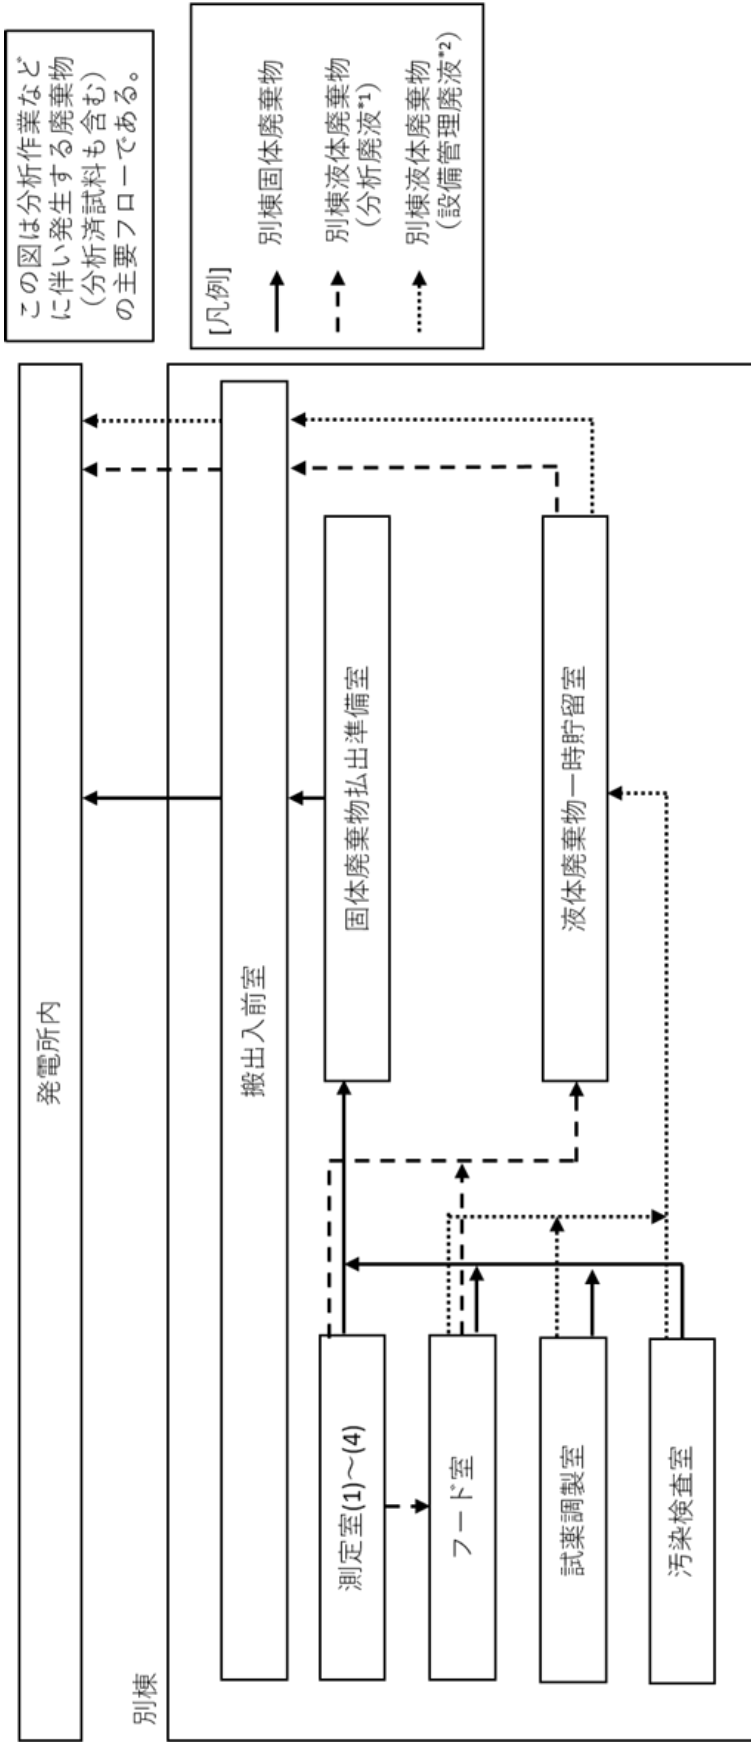 この図は分析作業など
に伴い発生する廃棄物
（分析済試料も含む）
の主要フローである。
[凡例]
別棟固体廃棄物
別棟液体廃棄物
（分析廃液*1）
別棟液体廃棄物
（設備管理廃液*2）
発電所内
別棟
搬出入前室
測定室(1)～(4)
固体廃棄物払出準備室
フード室
試薬調製室
液体廃棄物一時貯留室
汚染検査室